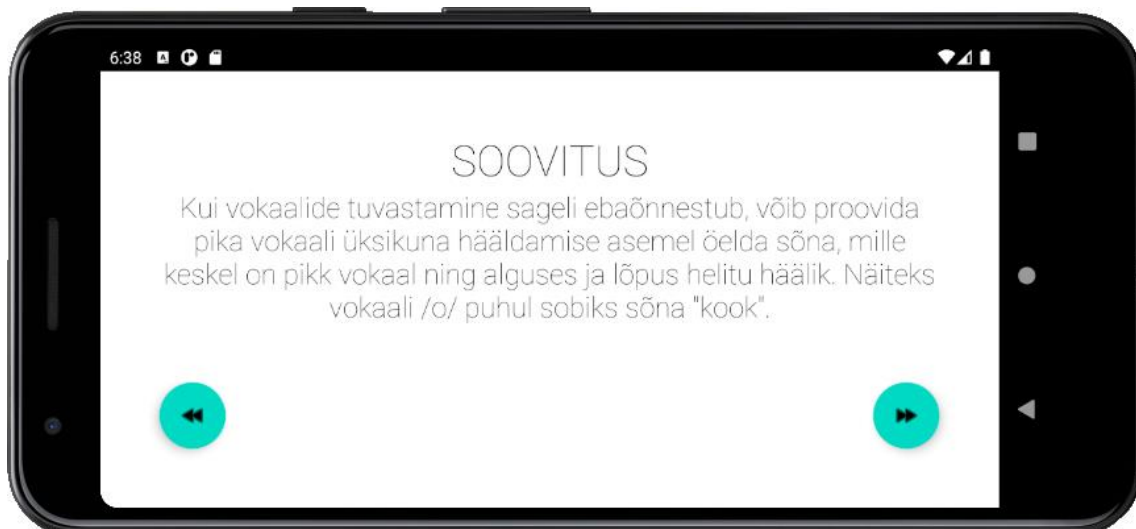 6:38
SOOVITUS
Kui vokaalide tuvastamine sageli ebaõnnestub, võib proovida
pika vokaali üksikuna hääldamise asemel öelda sõna, mille
keskel on pikk vokaal ning alguses ja lõpus helitu häälik. Näiteks
vokaali /o/ puhul sobiks sõna "kook".